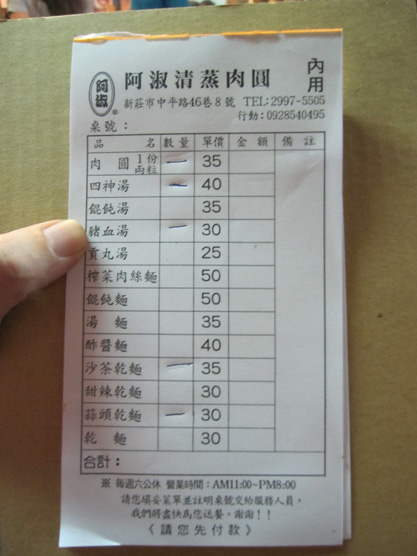 阿淑清蒸肉圓
內用
阿淑®
新莊市中平路46巷8號 TEL:2997-5505
行動:0928540495
桌號：
品名 數量 單價 金額 備註
肉圓 1份兩粒 一 35
四神湯 一 40
餛飩湯 35
豬血湯 一 30
貢丸湯 25
榨菜肉絲麵 50
餛飩麵 50
湯麵 35
酢醬麵 40
沙茶乾麵 一 35
甜辣乾麵 30
蒜頭乾麵 一 30
乾麵 30
合計：
※ 每週六公休 營業時間：AM11:00~PM8:00
請您填妥菜單並註明桌號交給服務人員，
我們將盡快為您送餐。謝謝！！
〈請您先付款〉